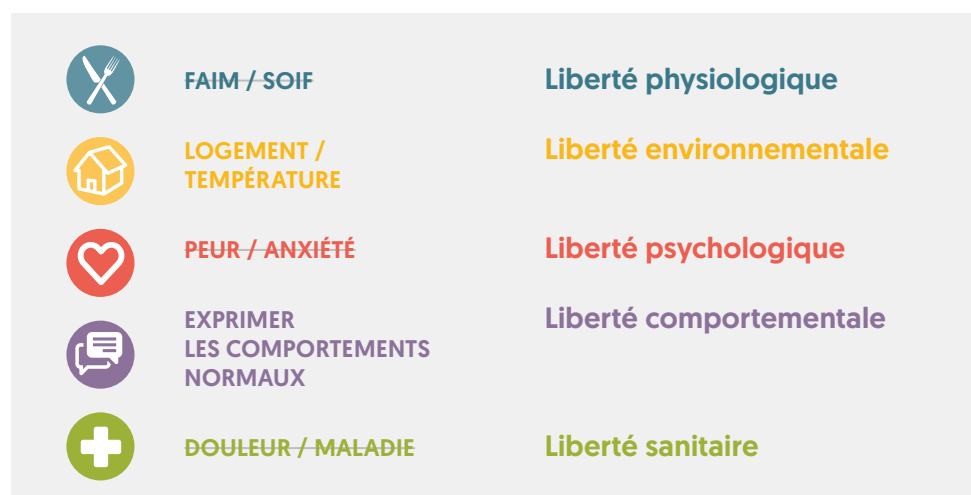 FAIM / SOIF
Liberté physiologique
LOGEMENT /
TEMPÉRATURE
Liberté environnementale
PEUR / ANXIÉTÉ
Liberté psychologique
EXPRIMER
LES COMPORTEMENTS
NORMAUX
Liberté comportementale
DOULEUR / MALADIE
Liberté sanitaire